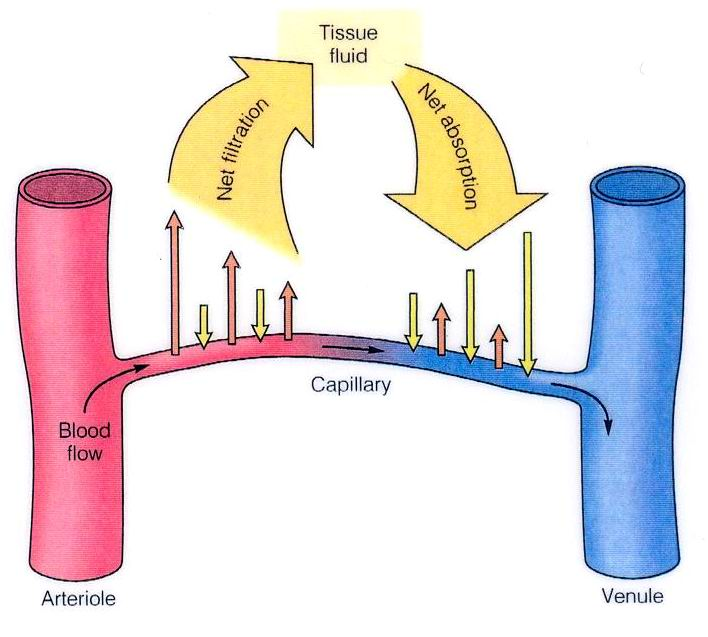 Tissue
fluid
Net filtration
Net absorption
Capillary
Blood
flow
Arteriole
Venule